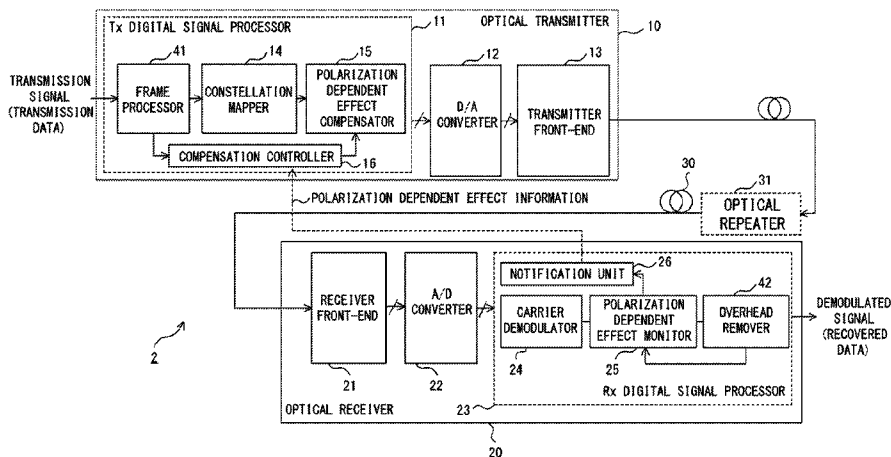 Tx DIGITAL SIGNAL PROCESSOR
11
OPTICAL TRANSMITTER
10
41
14
15
12
13
TRANSMISSION
SIGNAL
(TRANSMISSION
DATA)
FRAME
PROCESSOR
CONSTELLATION
MAPPER
POLARIZATION
DEPENDENT
EFFECT
COMPENSATOR
D/A
CONVERTER
TRANSMITTER
FRONT-END
COMPENSATION CONTROLLER
16
POLARIZATION DEPENDENT EFFECT INFORMATION
30
31
OPTICAL
REPEATER
NOTIFICATION UNIT
26
42
RECEIVER
FRONT-END
A/D
CONVERTER
CARRIER
DEMODULATOR
POLARIZATION
DEPENDENT
EFFECT MONITOR
OVERHEAD
REMOVER
DEMODULATED
SIGNAL
(RECOVERED
DATA)
2
21
22
24
25
Rx DIGITAL SIGNAL PROCESSOR
OPTICAL RECEIVER
23
20